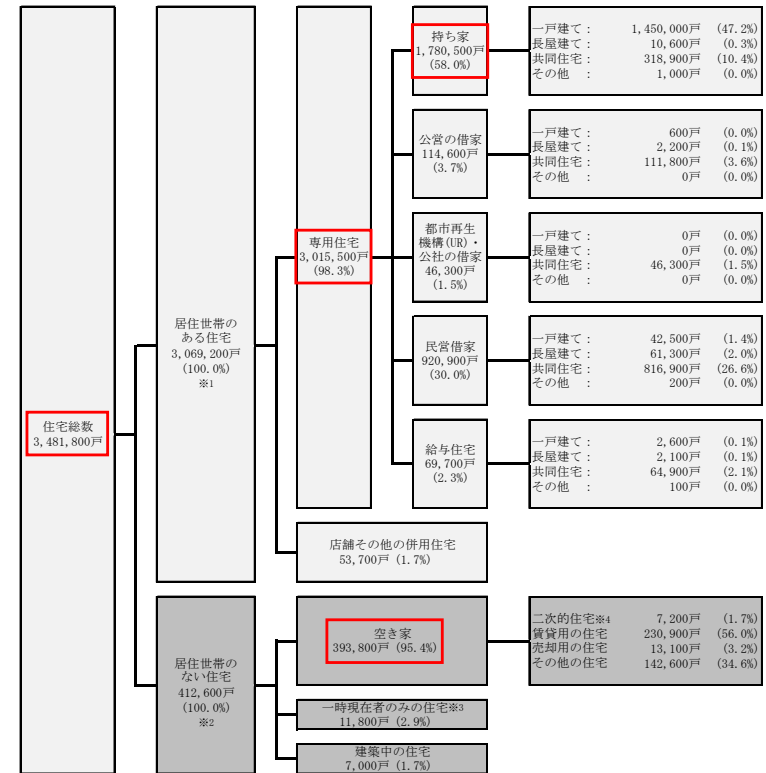 住宅総数
3,481,800戸
居住世帯の
ある住宅
3,069,200戸
(100.0%)
※1
専用住宅
3,015,500戸
(98.3%)
持ち家
1,780,500戸
(58.0%)
一戸建て： 1,450,000戸 (47.2%)
長屋建て： 10,600戸 (0.3%)
共同住宅： 318,900戸 (10.4%)
その他 ： 1,000戸 (0.0%)
公営の借家
114,600戸
(3.7%)
一戸建て： 600戸 (0.0%)
長屋建て： 2,200戸 (0.1%)
共同住宅： 111,800戸 (3.6%)
その他 ： 0戸 (0.0%)
都市再生
機構(UR)・
公社の借家
46,300戸
(1.5%)
一戸建て： 0戸 (0.0%)
長屋建て： 0戸 (0.0%)
共同住宅： 46,300戸 (1.5%)
その他 ： 0戸 (0.0%)
民営借家
920,900戸
(30.0%)
一戸建て： 42,500戸 (1.4%)
長屋建て： 61,300戸 (2.0%)
共同住宅： 816,900戸 (26.6%)
その他 ： 200戸 (0.0%)
給与住宅
69,700戸
(2.3%)
一戸建て： 2,600戸 (0.1%)
長屋建て： 2,100戸 (0.1%)
共同住宅： 64,900戸 (2.1%)
その他 ： 100戸 (0.0%)
店舗その他の併用住宅
53,700戸 (1.7%)
居住世帯の
ない住宅
412,600戸
(100.0%)
※2
空き家
393,800戸 (95.4%)
二次的住宅※4 7,200戸 (1.7%)
賃貸用の住宅 230,900戸 (56.0%)
売却用の住宅 13,100戸 (3.2%)
その他の住宅 142,600戸 (34.6%)
一時現在者のみの住宅※3
11,800戸 (2.9%)
建築中の住宅
7,000戸 (1.7%)